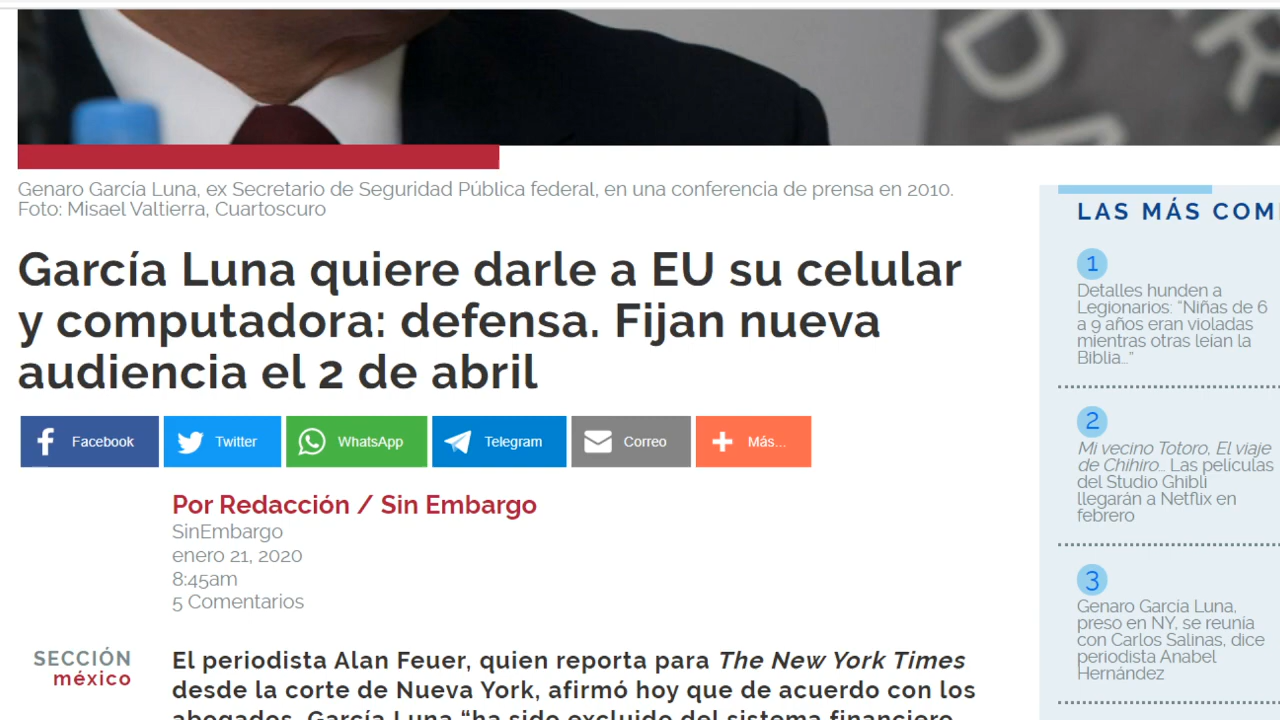 Genaro García Luna, ex Secretario de Seguridad Pública federal, en una conferencia de prensa en 2010.
Foto: Misael Valtierra, Cuartoscuro
García Luna quiere darle a EU su celular
y computadora: defensa. Fijan nueva
audiencia el 2 de abril
Facebook
Twitter
WhatsApp
Telegram
Correo
Más...
Por Redacción / Sin Embargo
SinEmbargo
enero 21, 2020
8:45am
5 Comentarios
SECCIÓN
méxico
El periodista Alan Feuer, quien reporta para The New York Times
desde la corte de Nueva York, afirmó hoy que de acuerdo con los
abogados, García Luna “ha sido excluido del sistema financiero
LAS MÁS COM
1
Detalles hunden a
Legionarios: “Niñas de 6
a 9 años eran violadas
mientras otras leían la
Biblia…”
2
Mi vecino Totoro, El viaje
de Chihiro… Las películas
del Studio Ghibli
llegarán a Netflix en
febrero
3
Genaro García Luna,
preso en NY, se reunía
con Carlos Salinas, dice
periodista Anabel
Hernández